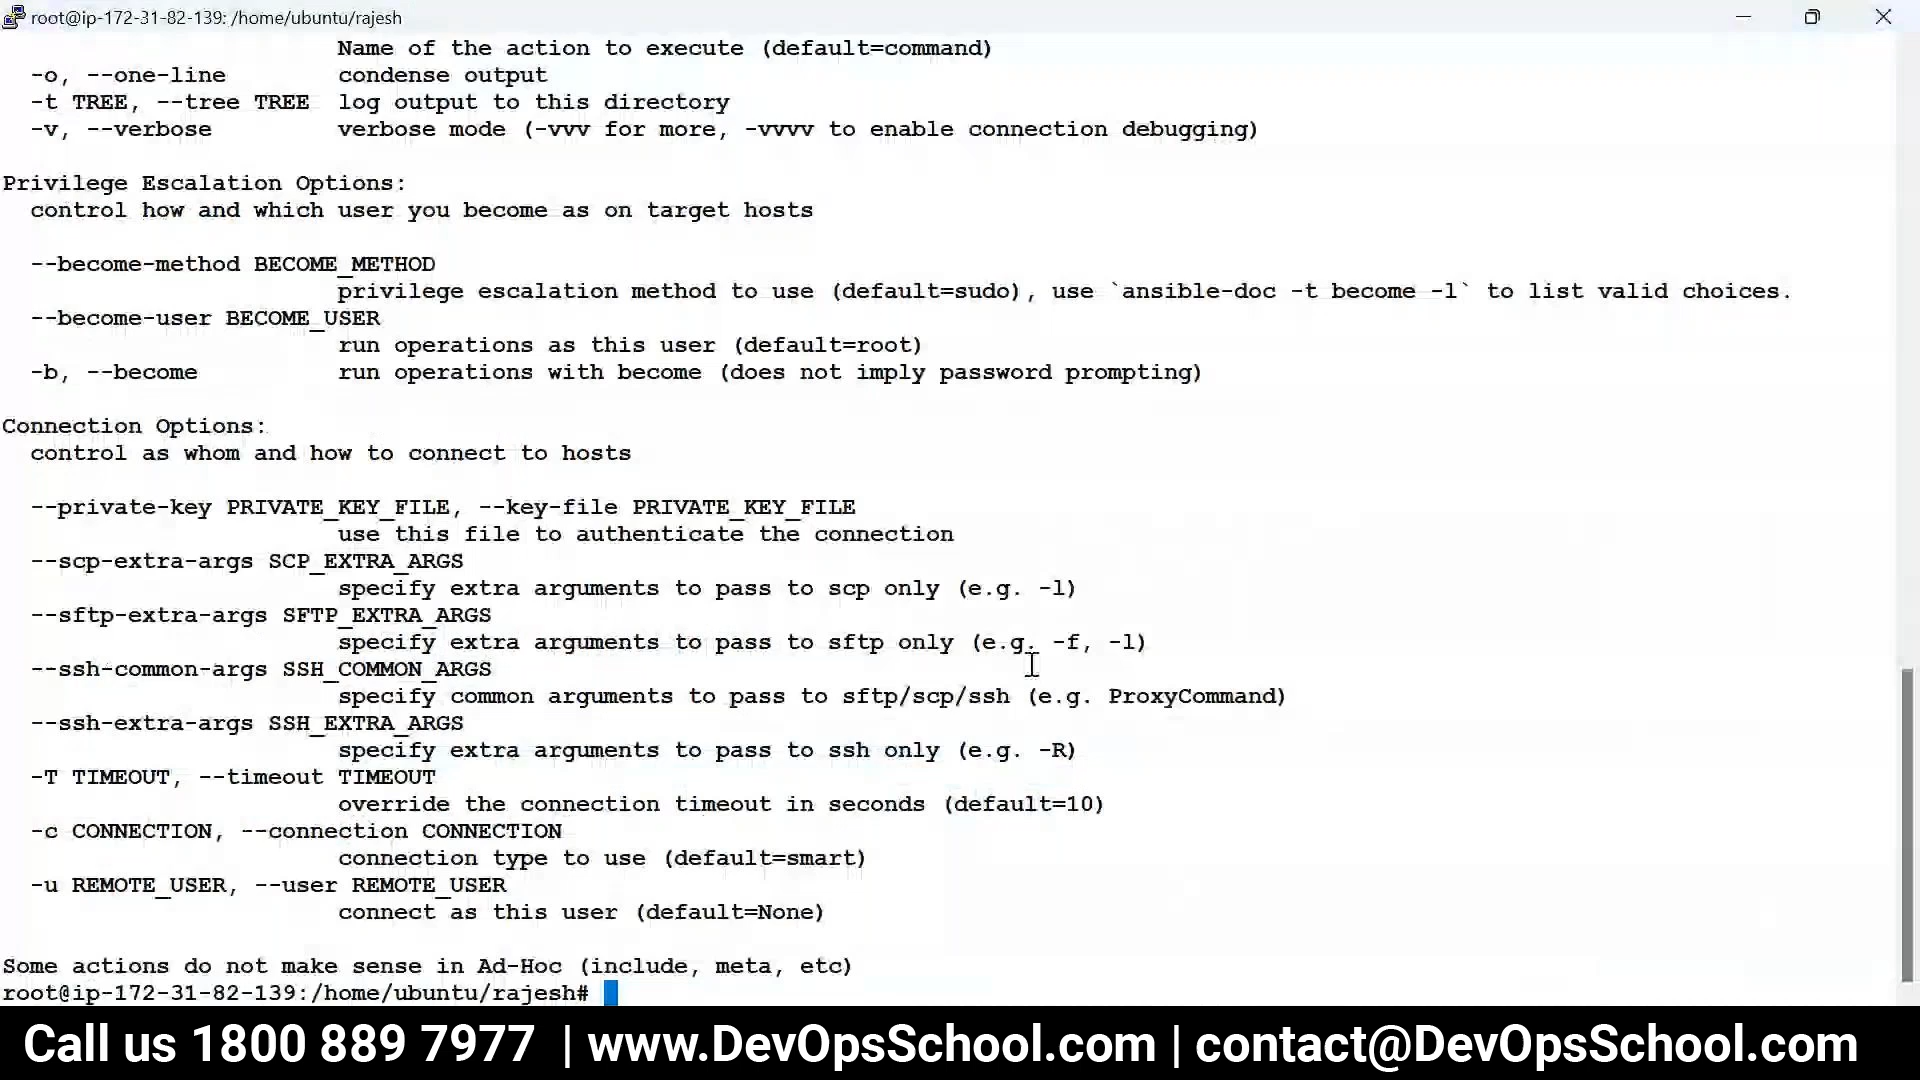 root@ip-172-31-82-139: /home/ubuntu/rajesh
Name of the action to execute (default=command)
-o, --one-line condense output
-t TREE, --tree TREE log output to this directory
-v, --verbose verbose mode (-vvv for more, -vvvv to enable connection debugging)
Privilege Escalation Options:
control how and which user you become as on target hosts
--become-method BECOME_METHOD
privilege escalation method to use (default=sudo), use `ansible-doc -t become -l` to list valid choices.
--become-user BECOME_USER
run operations as this user (default=root)
-b, --become run operations with become (does not imply password prompting)
Connection Options:
control as whom and how to connect to hosts
--private-key PRIVATE_KEY_FILE, --key-file PRIVATE_KEY_FILE
use this file to authenticate the connection
--scp-extra-args SCP_EXTRA_ARGS
specify extra arguments to pass to scp only (e.g. -l)
--sftp-extra-args SFTP_EXTRA_ARGS
specify extra arguments to pass to sftp only (e.g. -f, -l)
--ssh-common-args SSH_COMMON_ARGS
specify common arguments to pass to sftp/scp/ssh (e.g. ProxyCommand)
--ssh-extra-args SSH_EXTRA_ARGS
specify extra arguments to pass to ssh only (e.g. -R)
-T TIMEOUT, --timeout TIMEOUT
override the connection timeout in seconds (default=10)
-c CONNECTION, --connection CONNECTION
connection type to use (default=smart)
-u REMOTE_USER, --user REMOTE_USER
connect as this user (default=None)
Some actions do not make sense in Ad-Hoc (include, meta, etc)
root@ip-172-31-82-139:/home/ubuntu/rajesh#
Call us 1800 889 7977 | www.DevOpsSchool.com | contact@DevOpsSchool.com